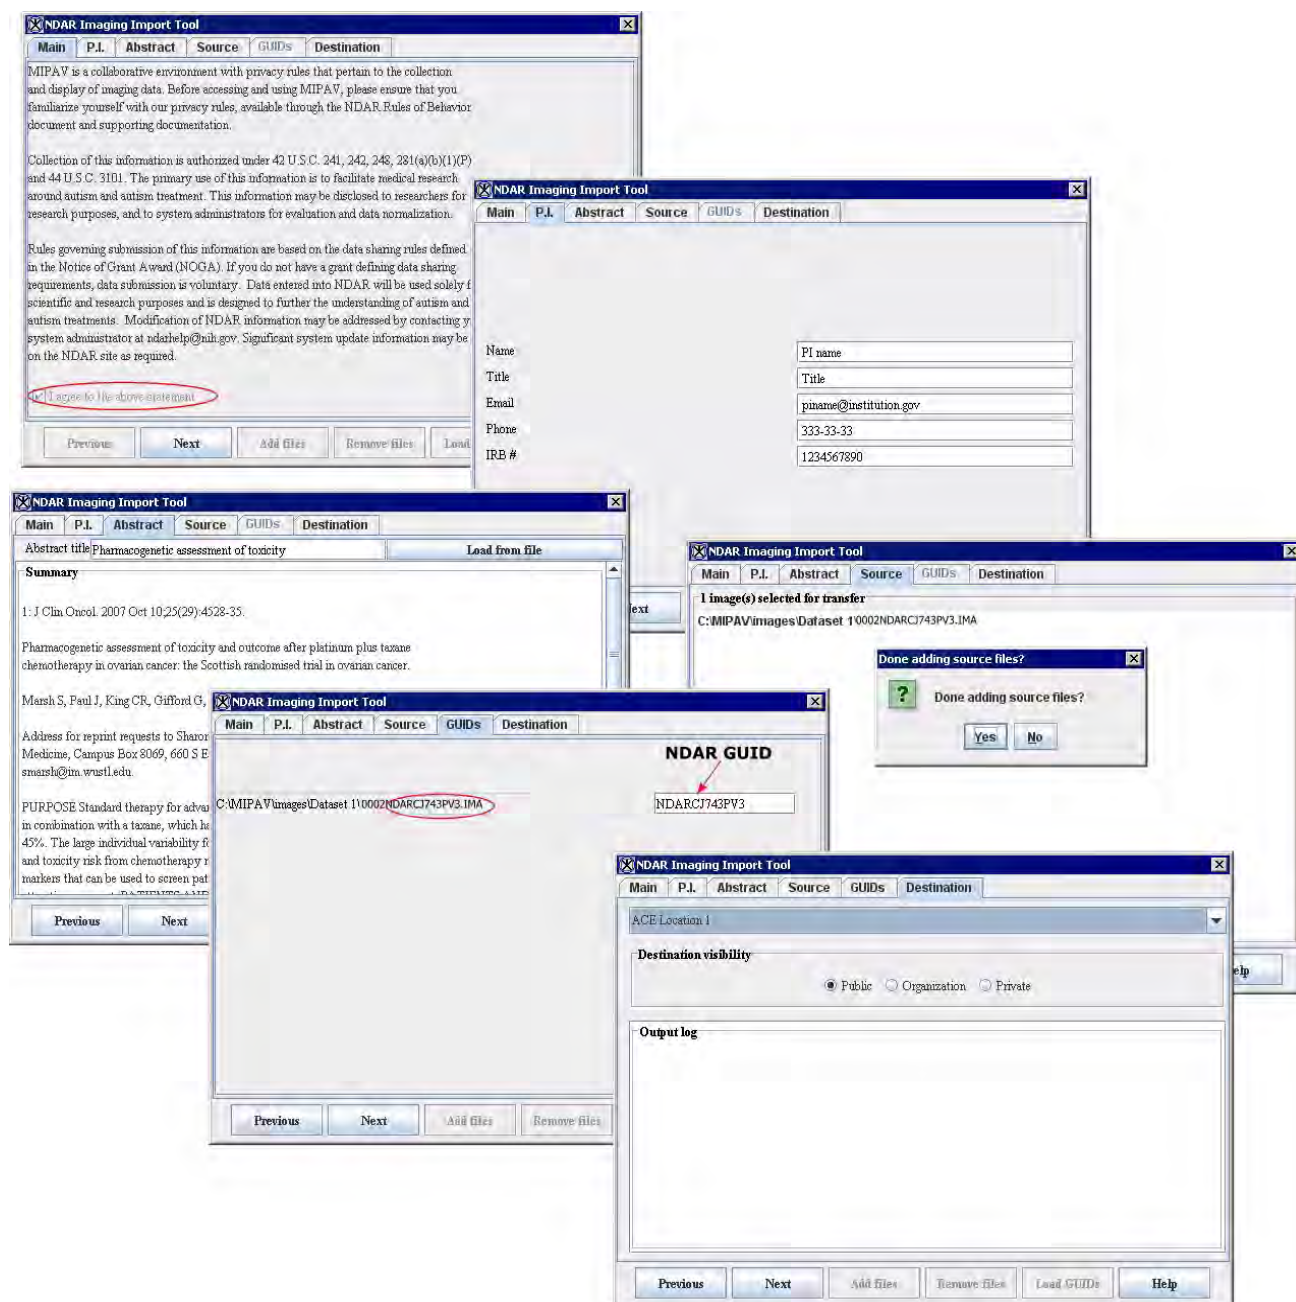 NDAR Imaging Import Tool
Main P.I. Abstract Source GUIDs Destination
MIPAV is a collaborative environment with privacy rules that pertain to the collection
and display of imaging data. Before accessing and using MIPAV, please ensure that you
familiarize yourself with our privacy rules, available through the NDAR Rules of Behavior
document and supporting documentation.
Collection of this information is authorized under 42 U.S.C. 241, 242, 248, 281(a)(b)(1)(P)
and 44 U.S.C. 3101. The primary use of this information is to facilitate medical research
around autism and autism treatment. This information may be disclosed to researchers for
research purposes, and to system administrators for evaluation and data normalization.
Rules governing submission of this information are based on the data sharing rules defined
in the Notice of Grant Award (NOGA). If you do not have a grant defining data sharing
requirements, data submission is voluntary. Data entered into NDAR will be used solely f
scientific and research purposes and is designed to further the understanding of autism and
autism treatments. Modification of NDAR information may be addressed by contacting y
system administrator at ndarhelp@nih.gov. Significant system update information may be
on the NDAR site as required.
I agree to the above statement
Previous Next Add files Remove files Load
NDAR Imaging Import Tool
Main P.I. Abstract Source GUIDs Destination
Name PI name
Title Title
Email piname@institution.gov
Phone 333-33-33
IRB # 1234567890
ext
NDAR Imaging Import Tool
Main P.I. Abstract Source GUIDs Destination
Abstract title Pharmacogenetic assessment of toxicity Load from file
Summary
1: J Clin Oncol. 2007 Oct 10;25(29):4528-35.
Pharmacogenetic assessment of toxicity and outcome after platinum plus taxane
chemotherapy in ovarian cancer: the Scottish randomised trial in ovarian cancer.
Marsh S, Paul J, King CR, Gifford G,
Address for reprint requests to Sharon
Medicine, Campus Box 8069, 660 S E
smarsh@im.wustl.edu.
PURPOSE Standard therapy for advan
in combination with a taxane, which ha
45%. The large individual variability fo
and toxicity risk from chemotherapy r
markers that can be used to screen pat
Previous Next
NDAR Imaging Import Tool
Main P.I. Abstract Source GUIDs Destination
1 image(s) selected for transfer
C:\MIPAV\images\Dataset 1\0002NDARCJ743PV3.IMA
Done adding source files?
Done adding source files?
Yes No
elp
NDAR Imaging Import Tool
Main P.I. Abstract Source GUIDs Destination
NDAR GUID
C:\MIPAV\images\Dataset 1\0002NDARCJ743PV3.IMA NDARCJ743PV3
Previous Next Add files Remove files
NDAR Imaging Import Tool
Main P.I. Abstract Source GUIDs Destination
ACE Location 1
Destination visibility
Public Organization Private
Output log
Previous Next Add files Remove files Load GUIDs Help